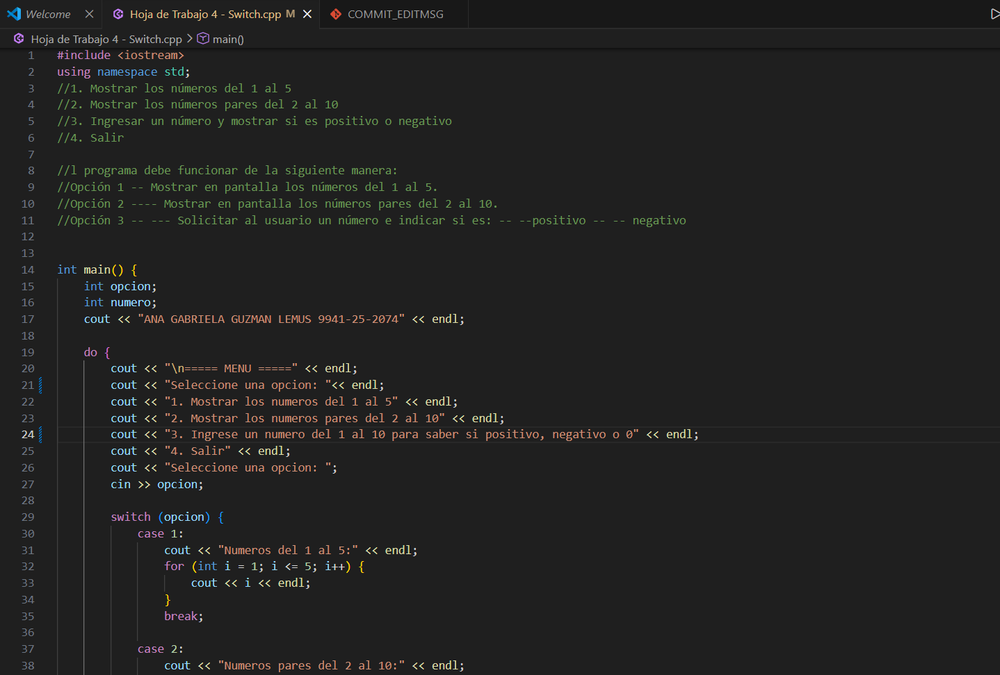 Welcome
Hoja de Trabajo 4 - Switch.cpp M
COMMIT_EDITMSG
Hoja de Trabajo 4 - Switch.cpp > main()
1 #include <iostream>
2 using namespace std;
3 //1. Mostrar los números del 1 al 5
4 //2. Mostrar los números pares del 2 al 10
5 //3. Ingresar un número y mostrar si es positivo o negativo
6 //4. Salir
7
8 //l programa debe funcionar de la siguiente manera:
9 //Opción 1 -- Mostrar en pantalla los números del 1 al 5.
10 //Opción 2 ---- Mostrar en pantalla los números pares del 2 al 10.
11 //Opción 3 -- --- Solicitar al usuario un número e indicar si es: -- --positivo -- -- negativo
12
13
14 int main() {
15 int opcion;
16 int numero;
17 cout << "ANA GABRIELA GUZMAN LEMUS 9941-25-2074" << endl;
18
19 do {
20 cout << "\n===== MENU =====" << endl;
21 cout << "Seleccione una opcion: "<< endl;
22 cout << "1. Mostrar los numeros del 1 al 5" << endl;
23 cout << "2. Mostrar los numeros pares del 2 al 10" << endl;
24 cout << "3. Ingrese un numero del 1 al 10 para saber si positivo, negativo o 0" << endl;
25 cout << "4. Salir" << endl;
26 cout << "Seleccione una opcion: ";
27 cin >> opcion;
28
29 switch (opcion) {
30 case 1:
31 cout << "Numeros del 1 al 5:" << endl;
32 for (int i = 1; i <= 5; i++) {
33 cout << i << endl;
34 }
35 break;
36
37 case 2:
38 cout << "Numeros pares del 2 al 10:" << endl;